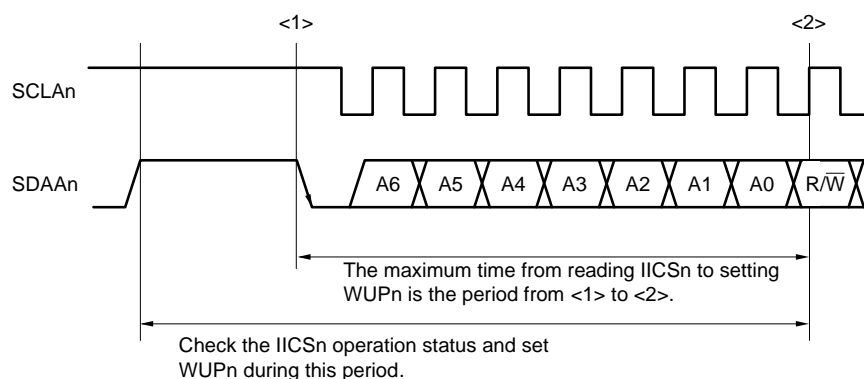 <1> <2>
SCLAn
SDAAn A6 A5 A4 A3 A2 A1 A0 R/W̅
The maximum time from reading IICSn to setting
WUPn is the period from <1> to <2>.
Check the IICSn operation status and set
WUPn during this period.